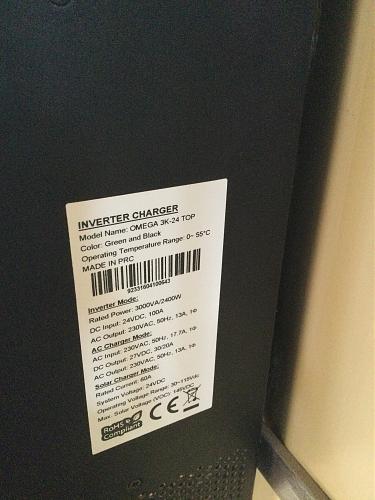 INVERTER CHARGER
Model Name: OMEGA 3K-24 TOP
Color: Green and Black
Operating Temperature Range: 0~ 55°C
MADE IN PRC
92331604100643
Inverter Mode:
Rated Power: 3000VA/2400W
DC Input: 24VDC, 100A
AC Output: 230VAC, 50Hz, 13A, 1Φ
AC Charger Mode:
AC Input: 230VAC, 50Hz, 17.7A, 1Φ
DC Output: 27VDC, 30/20A
AC Output: 230VAC, 50Hz, 13A, 1Φ
Solar Charger Mode:
Rated Current: 60A
System Voltage: 24VDC
Operating Voltage Range: 30~115Vdc
Max. Solar Voltage (VOC): 145VDC
RoHS
Compliant
CE